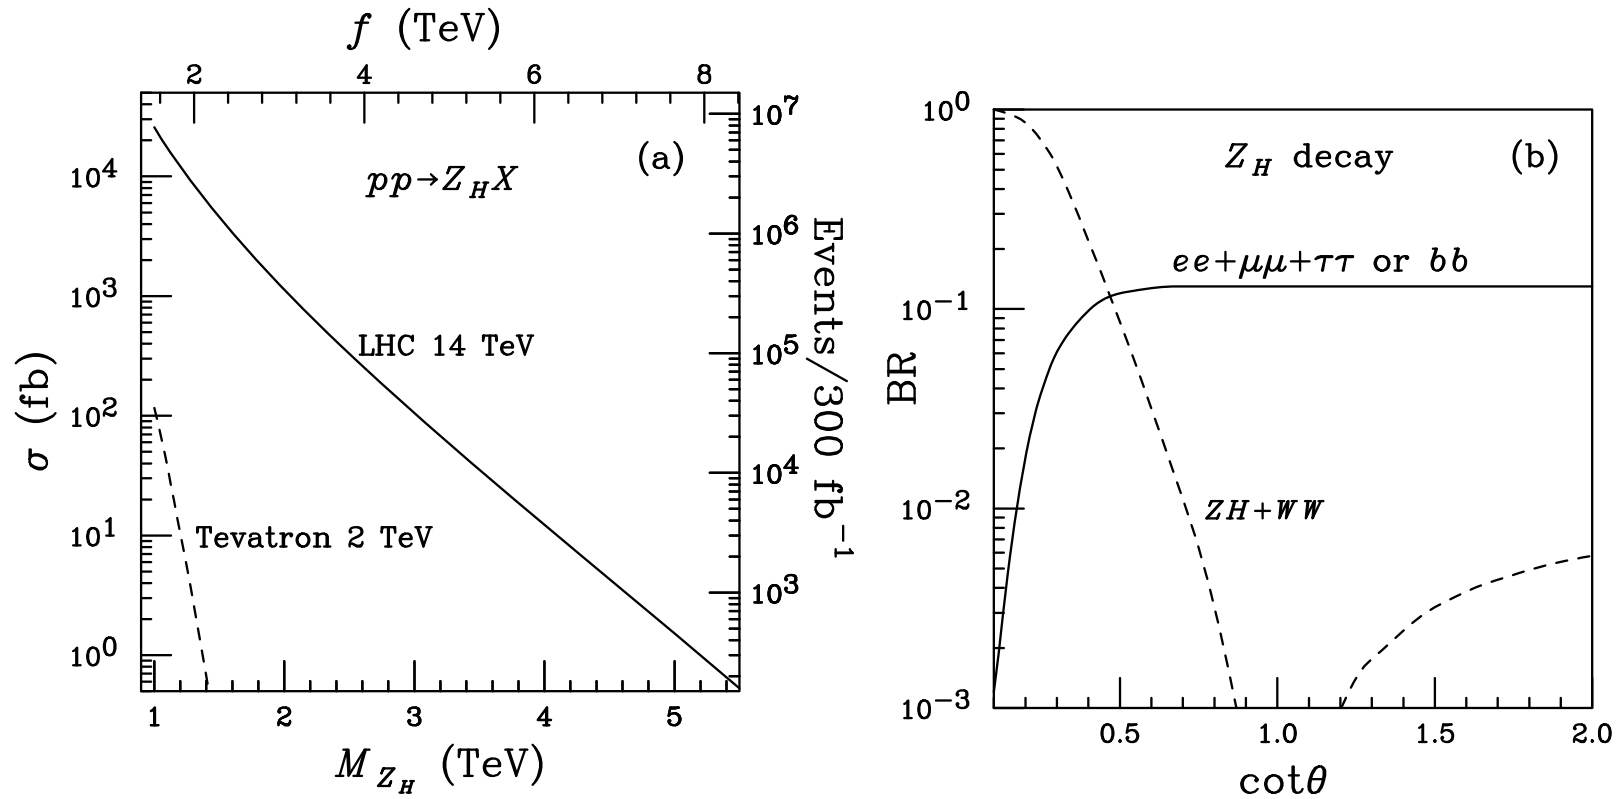 f (TeV)
2 4 6 8
(a)
pp→Z_H X
10^7
10^6
10^5
10^4
10^3
Events/300 fb^−1
10^4
10^3
10^2
10^1
10^0
σ (fb)
LHC 14 TeV
Tevatron 2 TeV
1 2 3 4 5
M_{Z_H} (TeV)
10^0
10^−1
10^−2
10^−3
BR
Z_H decay
(b)
ee+μμ+ττ or bb
ZH+WW
0.5 1.0 1.5 2.0
cotθ